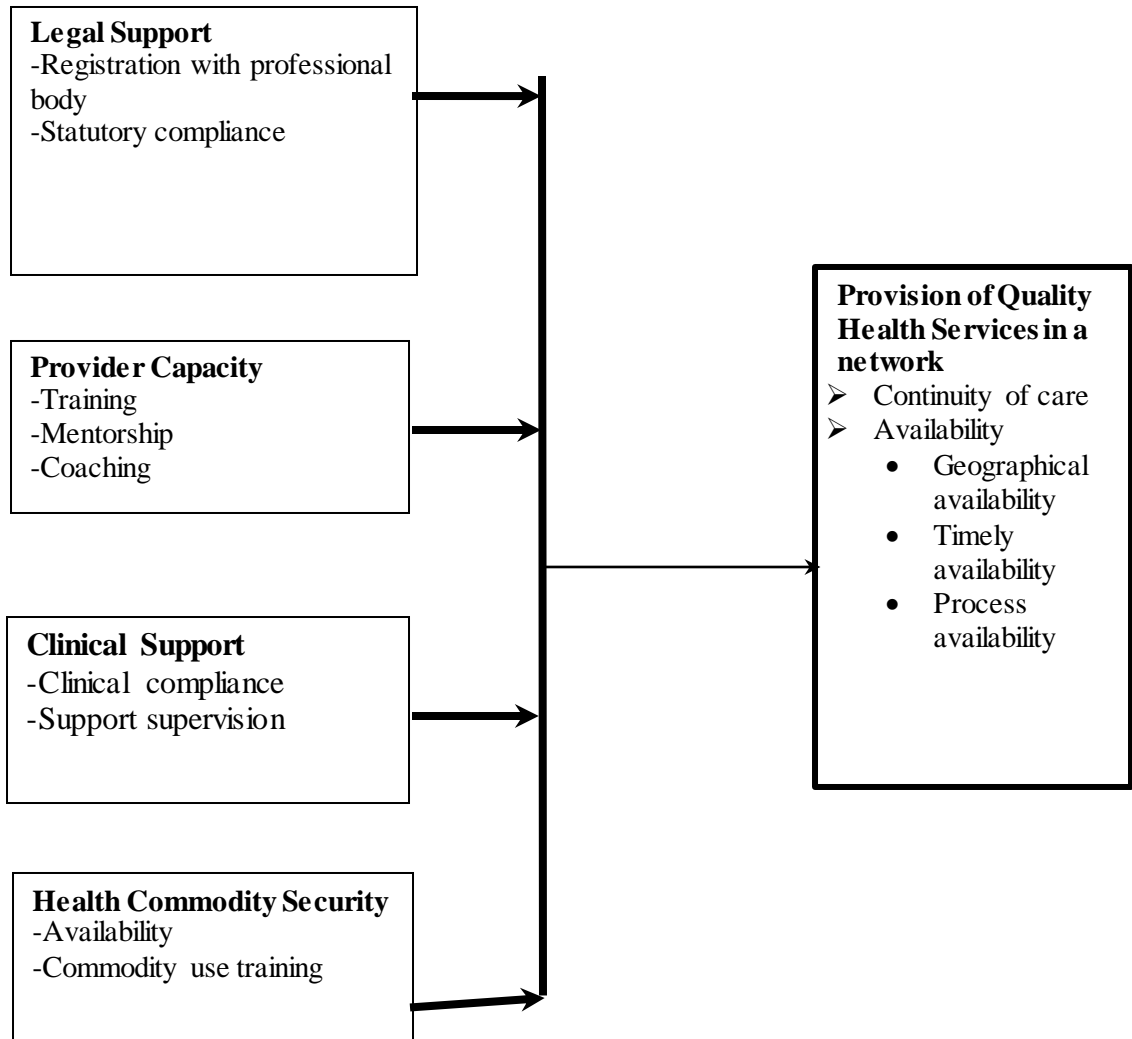 Legal Support
-Registration with professional
body
-Statutory compliance
Provider Capacity
-Training
-Mentorship
-Coaching
Clinical Support
-Clinical compliance
-Support supervision
Health Commodity Security
-Availability
-Commodity use training
Provision of Quality
Health Services in a
network
➢ Continuity of care
➢ Availability
• Geographical
availability
• Timely
availability
• Process
availability